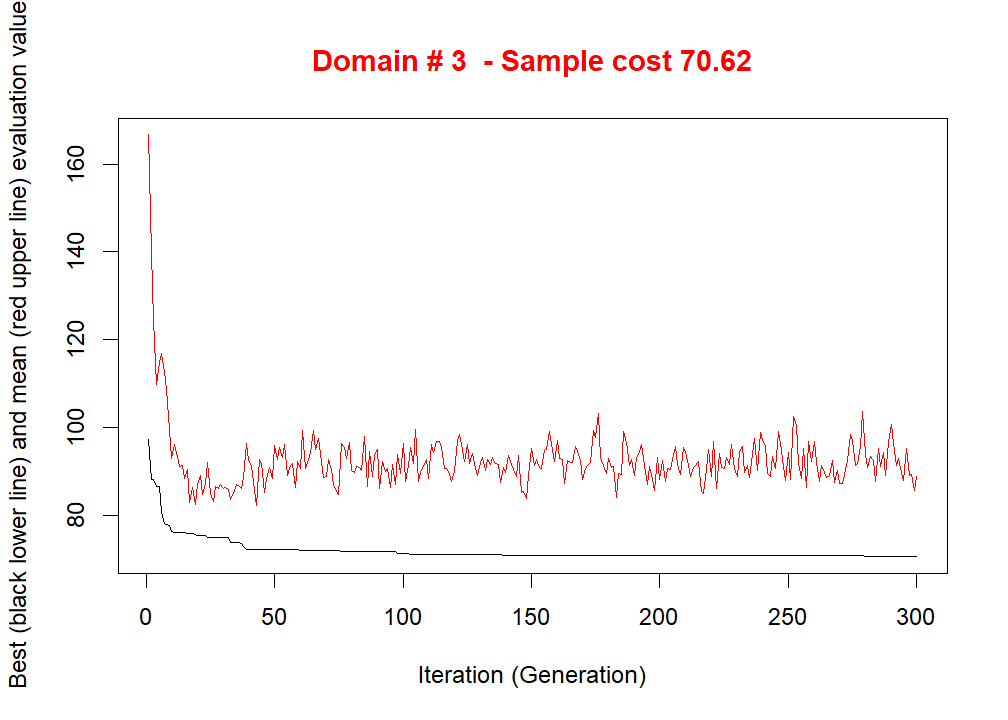 Domain # 3  - Sample cost 70.62
Best (black lower line) and mean (red upper line) evaluation value
160
140
120
100
80
0 50 100 150 200 250 300
Iteration (Generation)